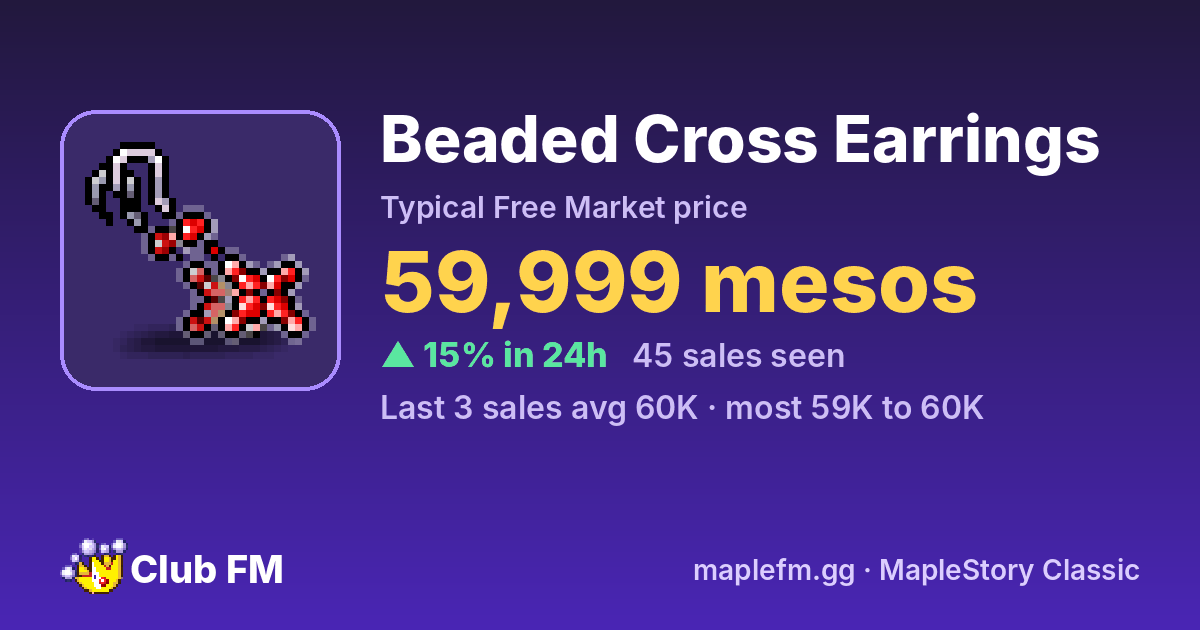 Beaded Cross Earrings
Typical Free Market price
59,999 mesos
▲ 15% in 24h 45 sales seen
Last 3 sales avg 60K · most 59K to 60K
Club FM
maplefm.gg · MapleStory Classic